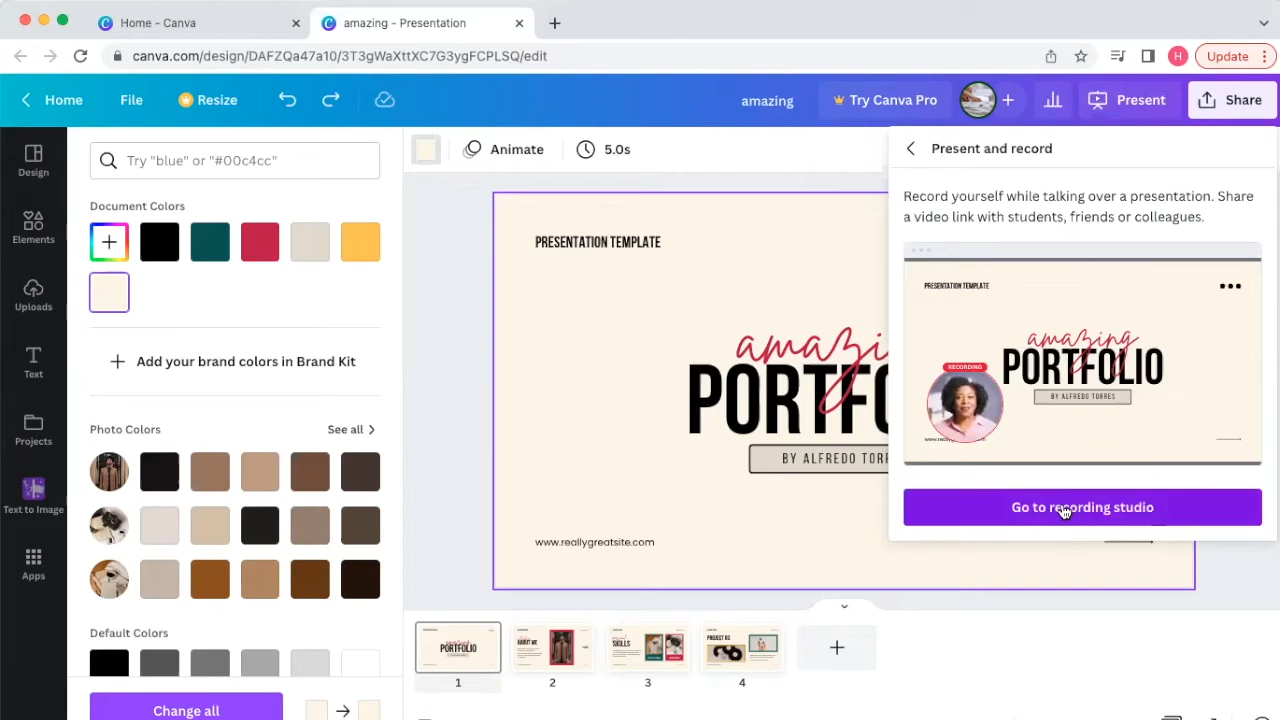 Home - Canva
amazing - Presentation
canva.com/design/DAFZQa47a10/3T3gWaXttXC7G3ygFCPLSQ/edit
H
Update
Home
File
Resize
amazing
Try Canva Pro
Present
Share
Design
Elements
Uploads
Text
Projects
Text to Image
Apps
Try "blue" or "#00c4cc"
Document Colors
Add your brand colors in Brand Kit
Photo Colors
See all
Default Colors
Change all
Animate
5.0s
PRESENTATION TEMPLATE
amazi
PORTFO
BY ALFREDO TORR
www.reallygreatsite.com
Present and record
Record yourself while talking over a presentation. Share
a video link with students, friends or colleagues.
PRESENTATION TEMPLATE
amazing
PORTFOLIO
BY ALFREDO TORRES
RECORDING
Go to recording studio
PORTFOLIO
ABOUT ME
SKILLS
PROJECT DO
1
2
3
4